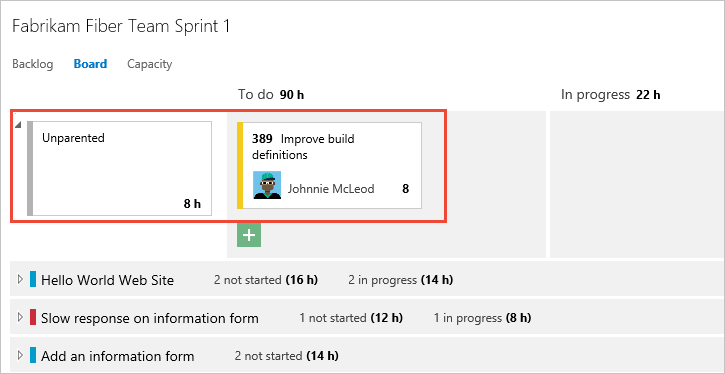 Fabrikam Fiber Team Sprint 1
Backlog Board Capacity
To do 90 h In progress 22 h
Unparented
8 h
389 Improve build
definitions
Johnnie McLeod 8
Hello World Web Site 2 not started (16 h) 2 in progress (14 h)
Slow response on information form 1 not started (12 h) 1 in progress (8 h)
Add an information form 2 not started (14 h)